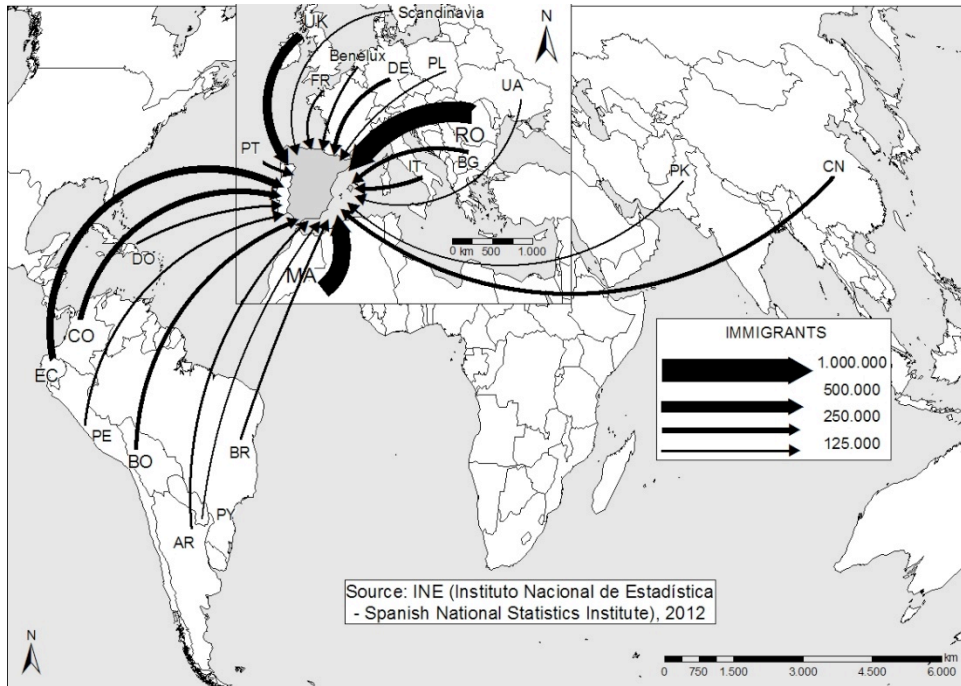 Scandinavia
N
UK
Benelux
FR
DE
PL
UA
RO
PT
IT
BG
PK
CN
0 km 500 1.000
DO
MA
CO
EC
PE
BO
BR
PY
AR
IMMIGRANTS
1.000.000
500.000
250.000
125.000
Source: INE (Instituto Nacional de Estadística
- Spanish National Statistics Institute), 2012
N
km
0 750 1.500 3.000 4.500 6.000